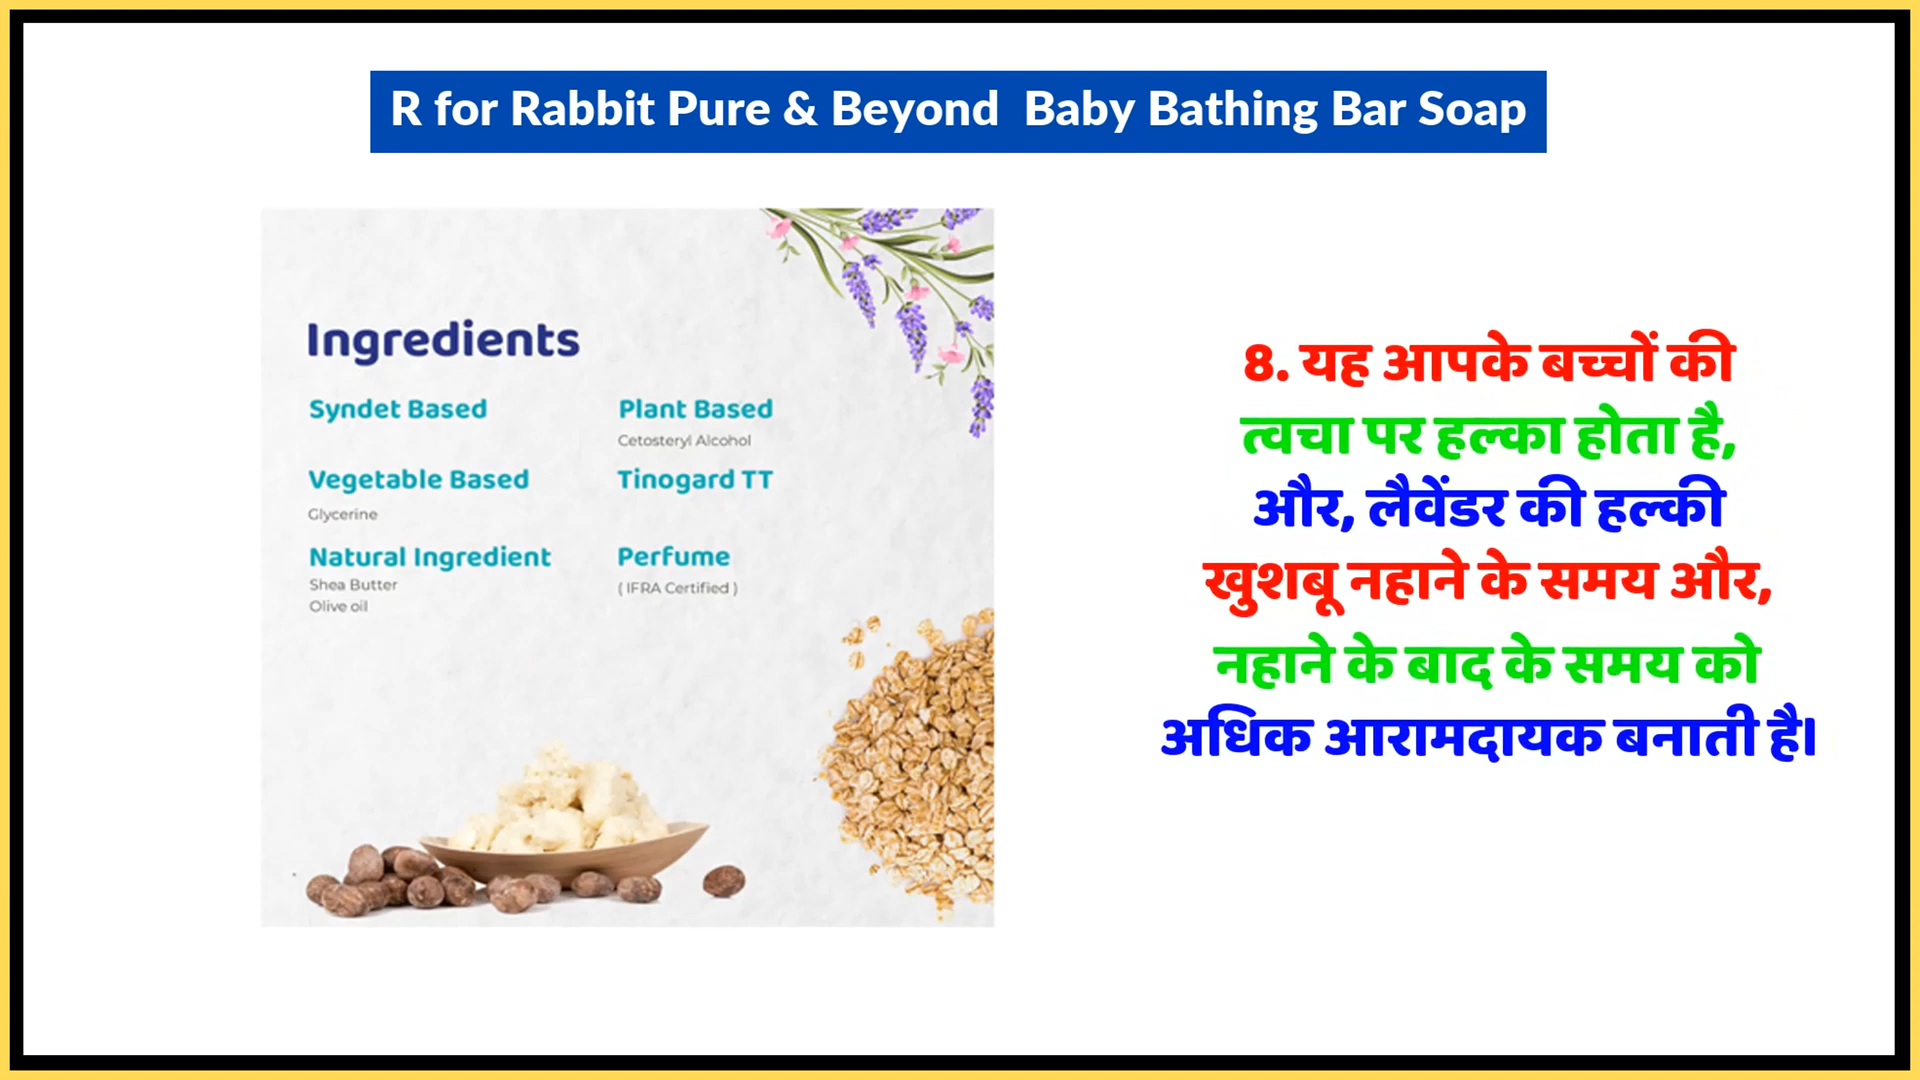 R for Rabbit Pure & Beyond Baby Bathing Bar Soap
Ingredients
Syndet Based
Vegetable Based
Glycerine
Natural Ingredient
Shea Butter
Olive oil
Plant Based
Cetosteryl Alcohol
Tinogard TT
Perfume
( IFRA Certified )
8. यह आपके बच्चों की
त्वचा पर हल्का होता है,
और, लैवेंडर की हल्की
खुशबू नहाने के समय और,
नहाने के बाद के समय को
अधिक आरामदायक बनाती है।